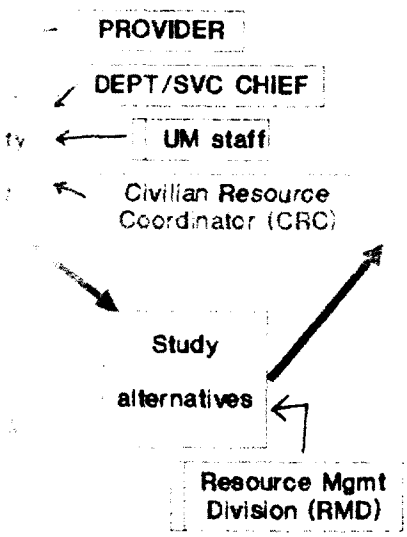 PROVIDER
DEPT/SVC CHIEF
UM staff
Civilian Resource
Coordinator (CRC)
Study
alternatives
Resource Mgmt
Division (RMD)